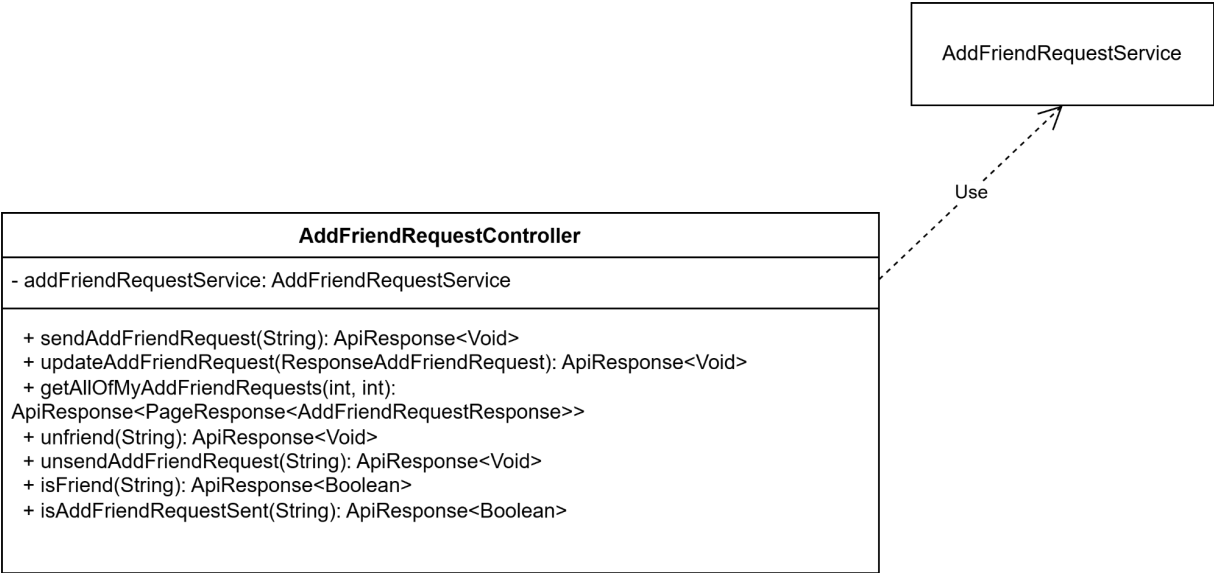 AddFriendRequestService
Use
AddFriendRequestController
- addFriendRequestService: AddFriendRequestService
+ sendAddFriendRequest(String): ApiResponse<Void>
+ updateAddFriendRequest(ResponseAddFriendRequest): ApiResponse<Void>
+ getAllOfMyAddFriendRequests(int, int):
ApiResponse<PageResponse<AddFriendRequestResponse>>
+ unfriend(String): ApiResponse<Void>
+ unsendAddFriendRequest(String): ApiResponse<Void>
+ isFriend(String): ApiResponse<Boolean>
+ isAddFriendRequestSent(String): ApiResponse<Boolean>